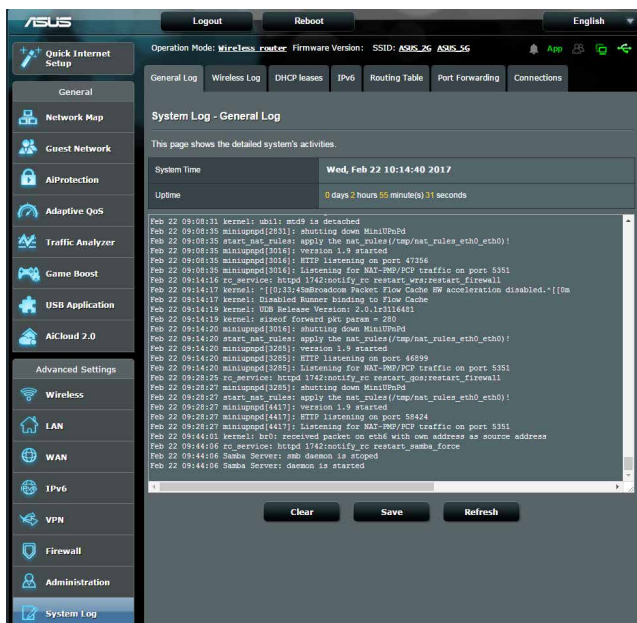 ASUS
Logout
Reboot
English
Quick Internet Setup
Operation Mode: Wireless router Firmware Version: SSID: ASUS_2G ASUS_5G
App
General Log
Wireless Log
DHCP leases
IPv6
Routing Table
Port Forwarding
Connections
General
Network Map
Guest Network
AiProtection
Adaptive QoS
Traffic Analyzer
Game Boost
USB Application
AiCloud 2.0
Advanced Settings
Wireless
LAN
WAN
IPv6
VPN
Firewall
Administration
System Log
System Log - General Log
This page shows the detailed system's activities.
System Time
Wed, Feb 22 10:14:40 2017
Uptime
0 days 2 hours 55 minute(s) 31 seconds
Feb 22 09:08:31 kernel: ubi1: mtd9 is detached
Feb 22 09:08:35 miniupnpd[2831]: shutting down MiniUPnPd
Feb 22 09:08:35 start_nat_rules: apply the nat_rules(/tmp/nat_rules_eth0_eth0)!
Feb 22 09:08:35 miniupnpd[3016]: version 1.9 started
Feb 22 09:08:35 miniupnpd[3016]: HTTP listening on port 47356
Feb 22 09:08:35 miniupnpd[3016]: Listening for NAT-PMP/PCP traffic on port 5351
Feb 22 09:14:16 rc_service: httpd 1742:notify_rc restart_wrs;restart_firewall
Feb 22 09:14:17 kernel: ^[[0;33;45mBroadcom Packet Flow Cache HW acceleration disabled.^[[0m
Feb 22 09:14:17 kernel: Disabled Runner binding to Flow Cache
Feb 22 09:14:19 kernel: UDB Release Version: 2.0.1r3116481
Feb 22 09:14:19 kernel: sizeof forward pkt param = 280
Feb 22 09:14:20 miniupnpd[3016]: shutting down MiniUPnPd
Feb 22 09:14:20 start_nat_rules: apply the nat_rules(/tmp/nat_rules_eth0_eth0)!
Feb 22 09:14:20 miniupnpd[3285]: version 1.9 started
Feb 22 09:14:20 miniupnpd[3285]: HTTP listening on port 46899
Feb 22 09:14:20 miniupnpd[3285]: Listening for NAT-PMP/PCP traffic on port 5351
Feb 22 09:28:25 rc_service: httpd 1742:notify_rc restart_qos;restart_firewall
Feb 22 09:28:27 miniupnpd[3285]: shutting down MiniUPnPd
Feb 22 09:28:27 start_nat_rules: apply the nat_rules(/tmp/nat_rules_eth0_eth0)!
Feb 22 09:28:27 miniupnpd[4417]: version 1.9 started
Feb 22 09:28:27 miniupnpd[4417]: HTTP listening on port 58424
Feb 22 09:28:27 miniupnpd[4417]: Listening for NAT-PMP/PCP traffic on port 5351
Feb 22 09:44:01 kernel: br0: received packet on eth6 with own address as source address
Feb 22 09:44:06 rc_service: httpd 1742:notify_rc restart_samba_force
Feb 22 09:44:06 Samba Server: smb daemon is stoped
Feb 22 09:44:06 Samba Server: daemon is started
Clear
Save
Refresh